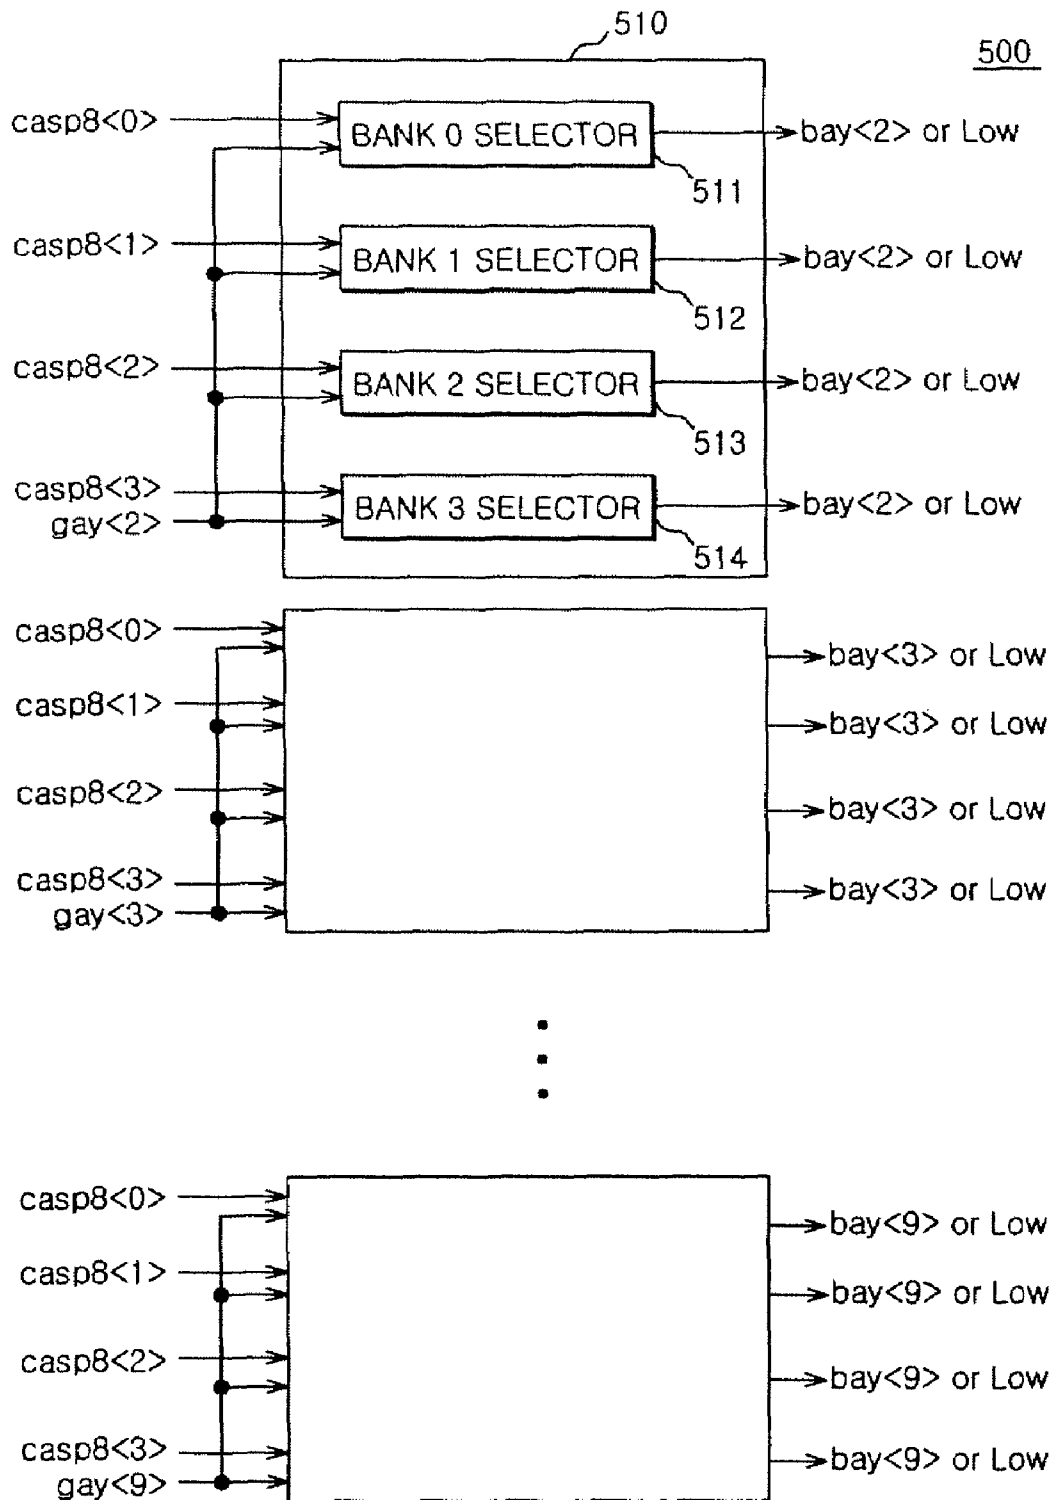 510
500
casp8<0>
BANK 0 SELECTOR
bay<2> or Low
511
casp8<1>
BANK 1 SELECTOR
bay<2> or Low
512
casp8<2>
BANK 2 SELECTOR
bay<2> or Low
513
casp8<3>
gay<2>
BANK 3 SELECTOR
bay<2> or Low
514
casp8<0>
bay<3> or Low
casp8<1>
bay<3> or Low
casp8<2>
bay<3> or Low
casp8<3>
gay<3>
bay<3> or Low
casp8<0>
bay<9> or Low
casp8<1>
bay<9> or Low
casp8<2>
bay<9> or Low
casp8<3>
gay<9>
bay<9> or Low